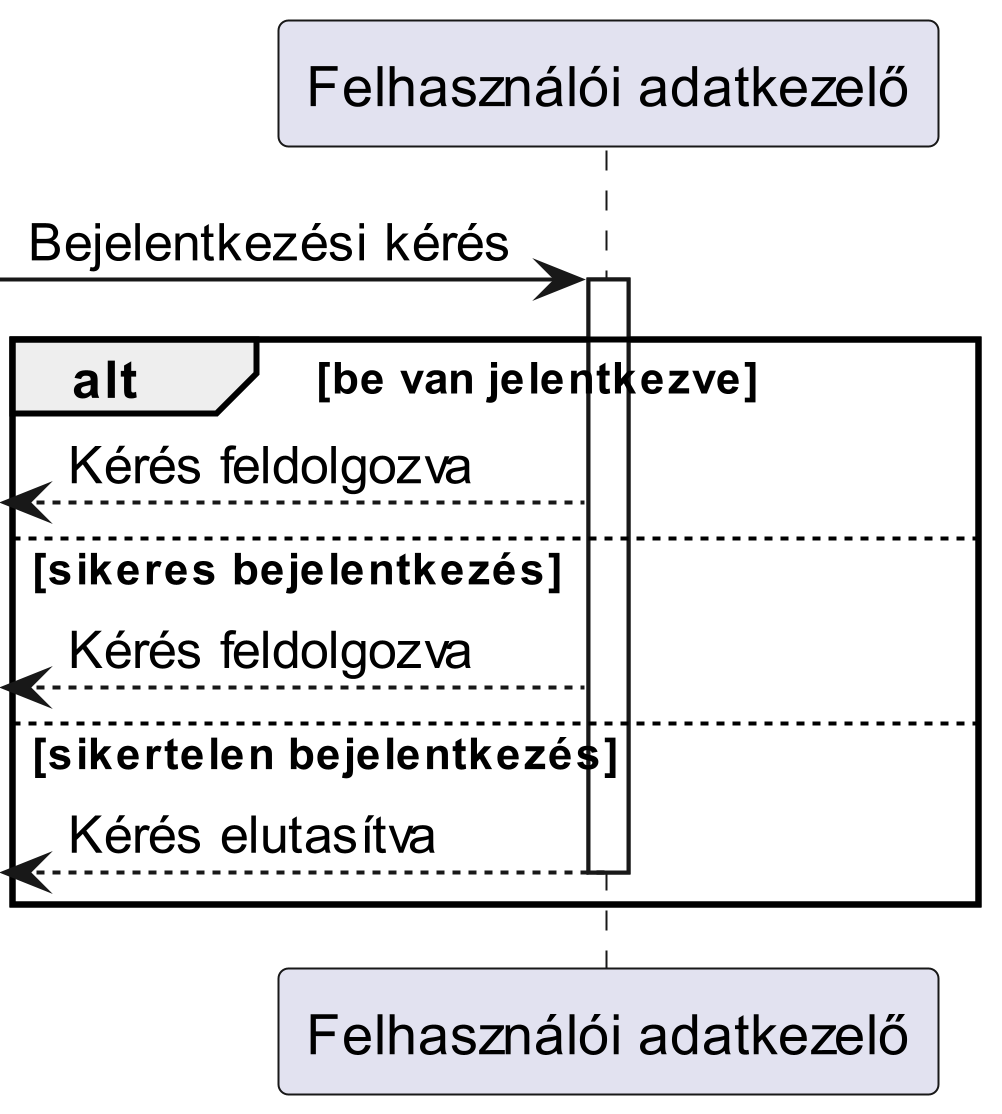 Felhasználói adatkezelő
Bejelentkezési kérés
alt [be van jelentkezve]
Kérés feldolgozva
[sikeres bejelentkezés]
Kérés feldolgozva
[sikertelen bejelentkezés]
Kérés elutasítva
Felhasználói adatkezelő